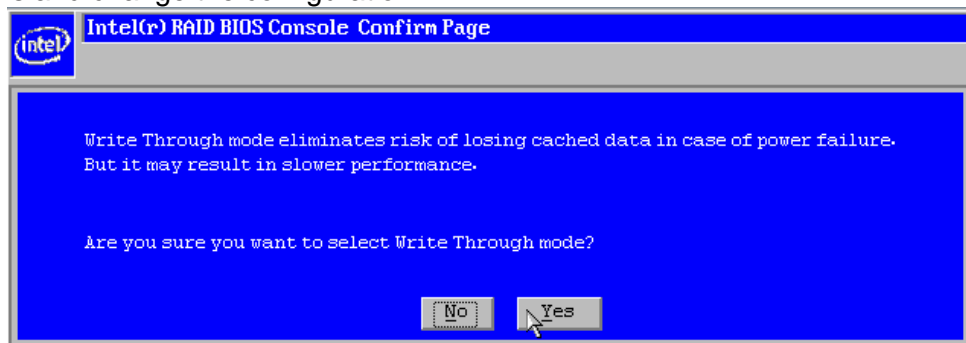 Intel(r) RAID BIOS Console Confirm Page
intel
Write Through mode eliminates risk of losing cached data in case of power failure.
But it may result in slower performance.
Are you sure you want to select Write Through mode?
No Yes